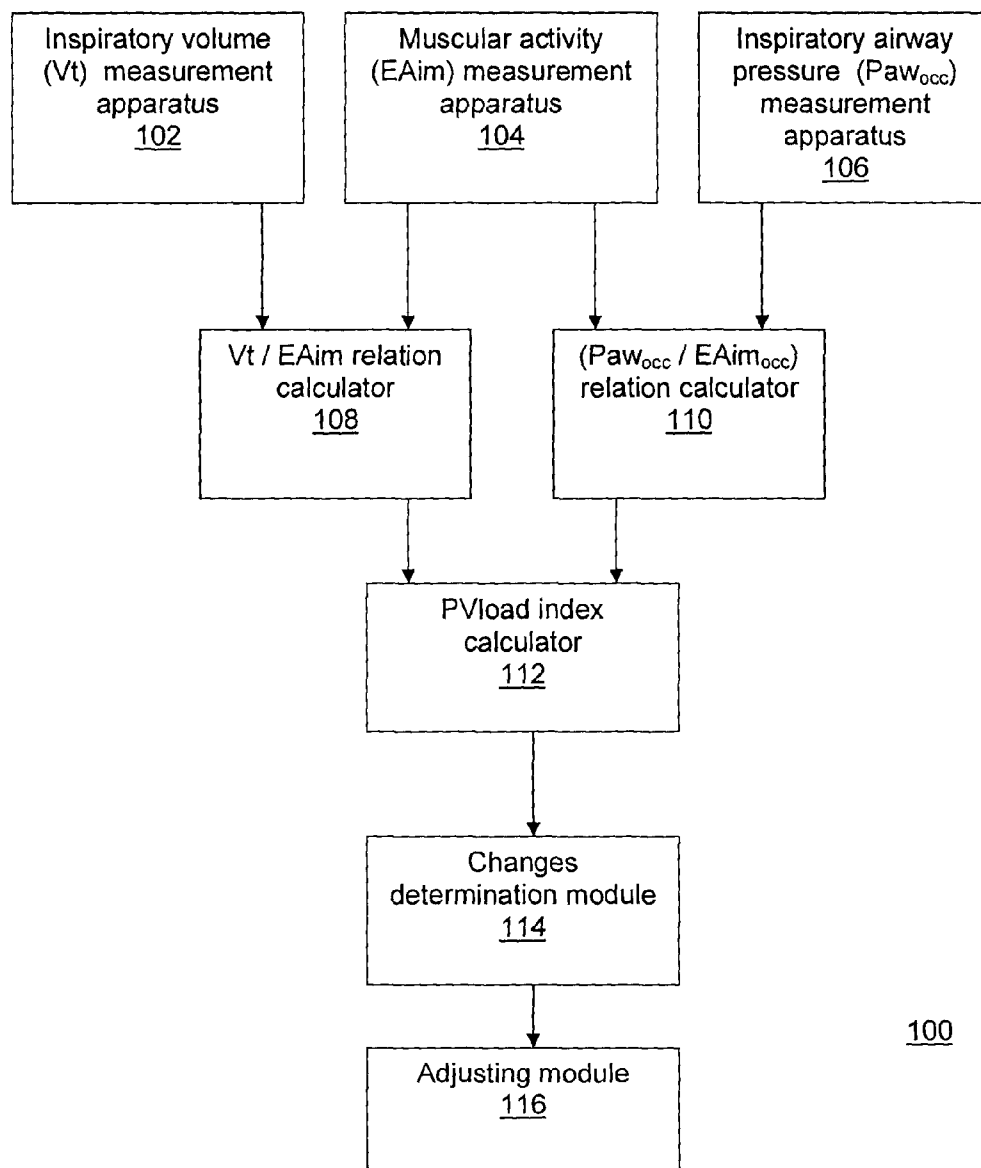 Inspiratory volume
(Vt) measurement
apparatus
102
Muscular activity
(EAim) measurement
apparatus
104
Inspiratory airway
pressure (Pawocc)
measurement
apparatus
106
Vt / EAim relation
calculator
108
(Pawocc / EAimocc)
relation calculator
110
PVload index
calculator
112
Changes
determination module
114
100
Adjusting module
116